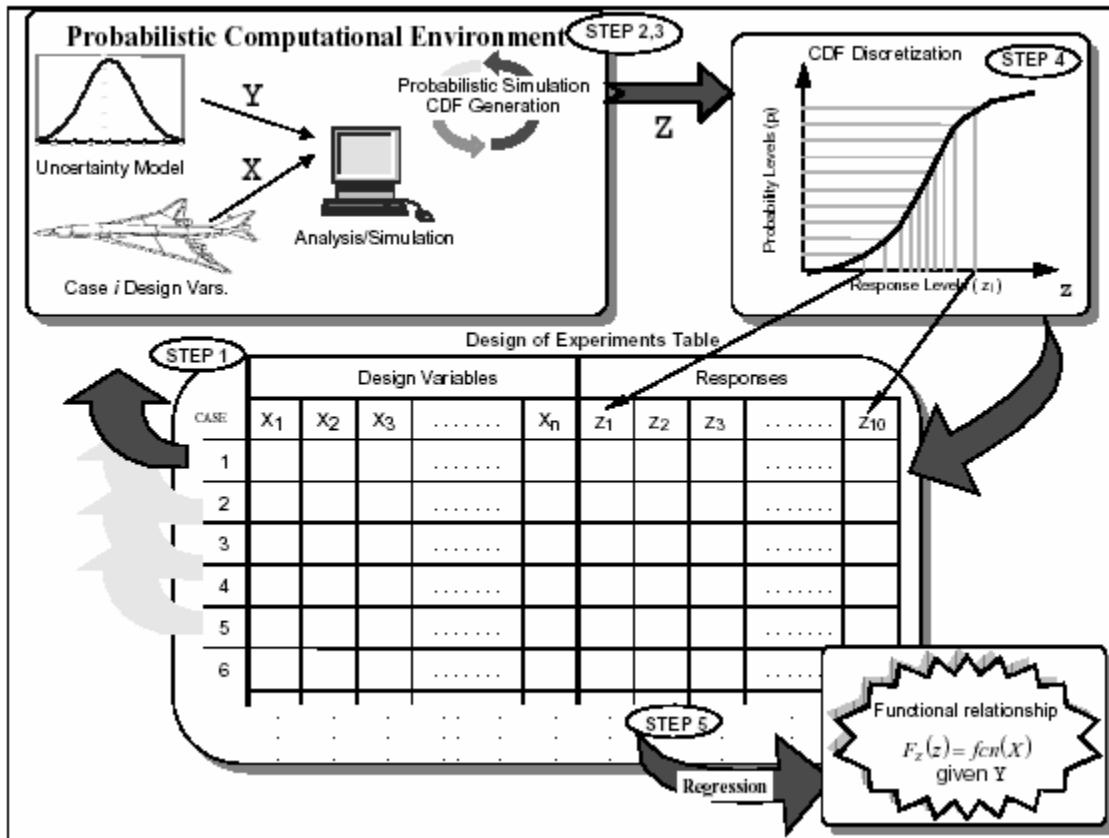 Probabilistic Computational Environment
STEP 2,3
Y
X
Uncertainty Model
Case i Design Vars.
Analysis/Simulation
Probabilistic Simulation
CDF Generation
Z
CDF Discretization
STEP 4
Probability Levels (pi)
Response Levels ( zi )
z
STEP 1
Design of Experiments Table
Design Variables Responses
CASE X1 X2 X3 ....... Xn Z1 Z2 Z3 ....... Z10
1 ....... .......
2 ....... .......
3 ....... .......
4 ....... .......
5 ....... .......
6 ....... .......
STEP 5
Regression
Functional relationship
Fz(z) = fcn(X)
given Y